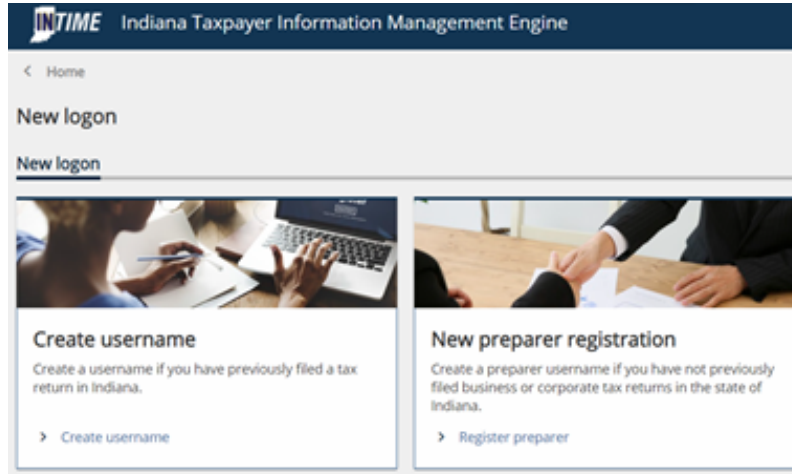 INTIME Indiana Taxpayer Information Management Engine
< Home
New logon
New logon
Create username
Create a username if you have previously filed a tax
return in Indiana.
> Create username
New preparer registration
Create a preparer username if you have not previously
filed business or corporate tax returns in the state of
Indiana.
> Register preparer